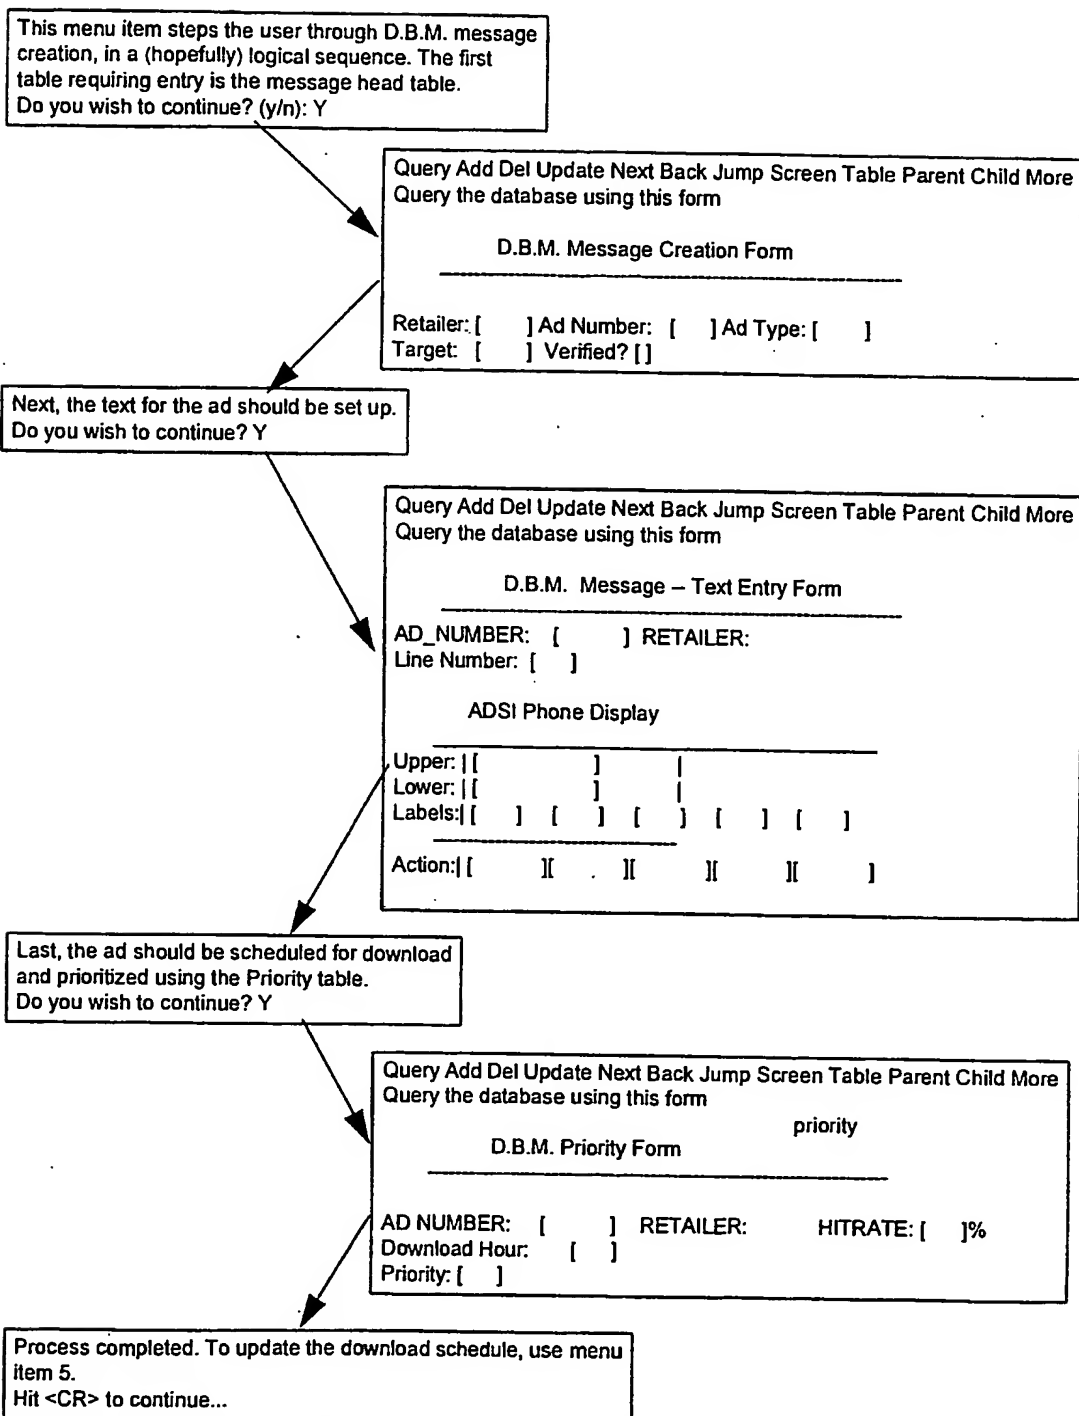 This menu item steps the user through D.B.M. message
creation, in a (hopefully) logical sequence. The first
table requiring entry is the message head table.
Do you wish to continue? (y/n): Y
Query Add Del Update Next Back Jump Screen Table Parent Child More
Query the database using this form
D.B.M. Message Creation Form
Retailer: [ ] Ad Number: [ ] Ad Type: [ ]
Target: [ ] Verified? [ ]
Next, the text for the ad should be set up.
Do you wish to continue? Y
Query Add Del Update Next Back Jump Screen Table Parent Child More
Query the database using this form
D.B.M. Message – Text Entry Form
AD_NUMBER: [ ] RETAILER:
Line Number: [ ]
ADSI Phone Display
Upper: | [ ] |
Lower: | [ ] |
Labels:| [ ] [ ] [ ] [ ] [ ]
Action:| [ ][ ][ ][ ][ ]
Last, the ad should be scheduled for download
and prioritized using the Priority table.
Do you wish to continue? Y
Query Add Del Update Next Back Jump Screen Table Parent Child More
Query the database using this form
priority
D.B.M. Priority Form
AD NUMBER: [ ] RETAILER: HITRATE: [ ]%
Download Hour: [ ]
Priority: [ ]
Process completed. To update the download schedule, use menu
item 5.
Hit <CR> to continue...